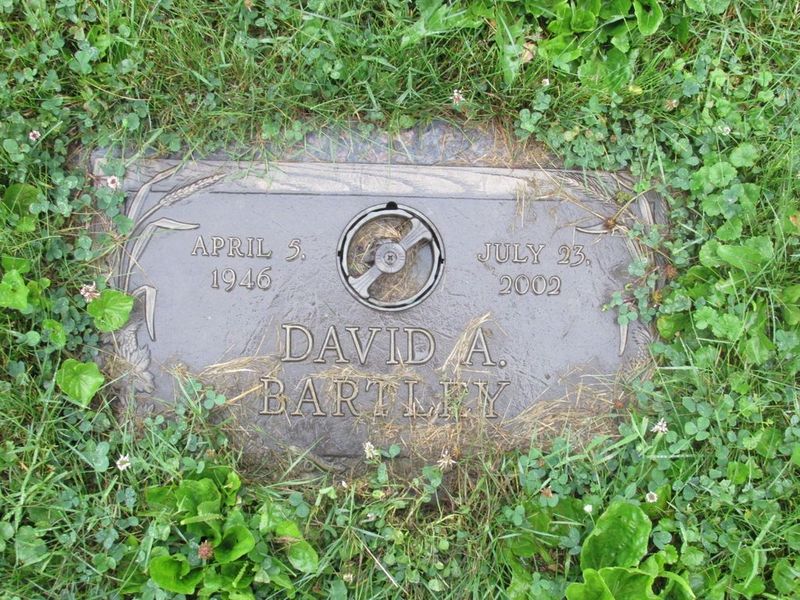 APRIL 5,
1946
JULY 23,
2002
DAVID A.
BARTLEY